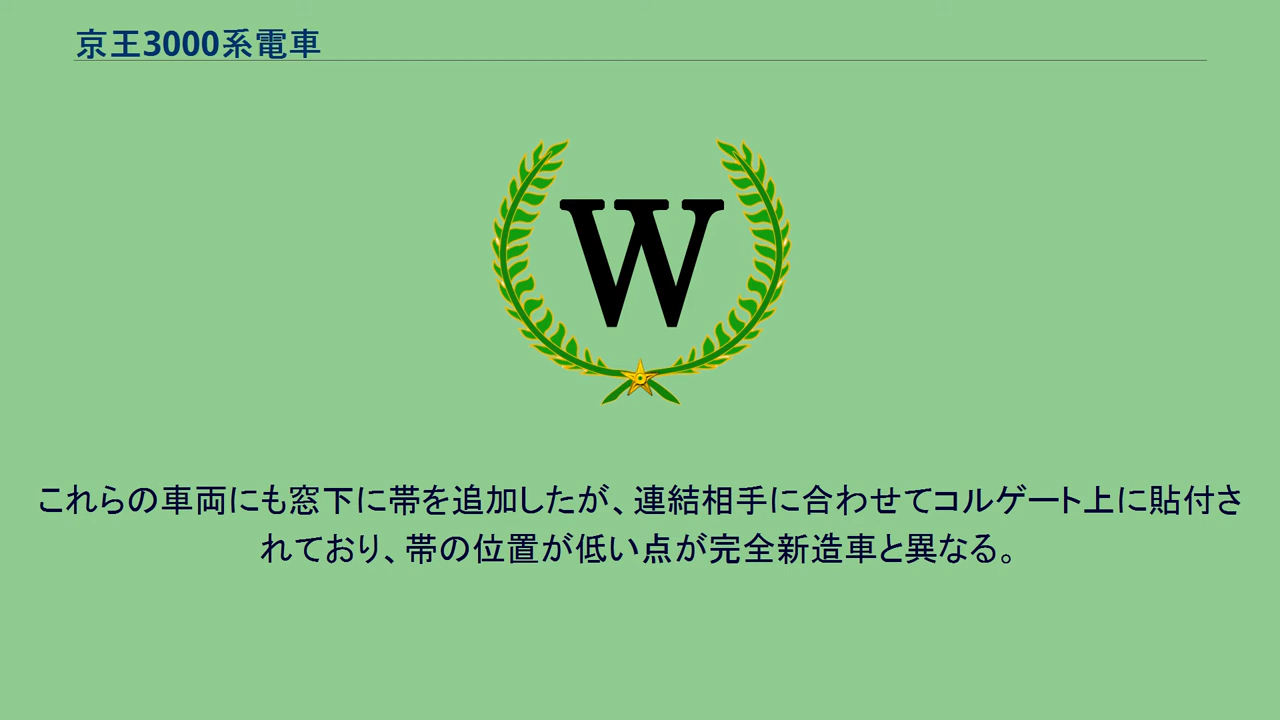 京王3000系電車
W
これらの車両にも窓下に帯を追加したが、連結相手に合わせてコルゲート上に貼付さ
れており、帯の位置が低い点が完全新造車と異なる。